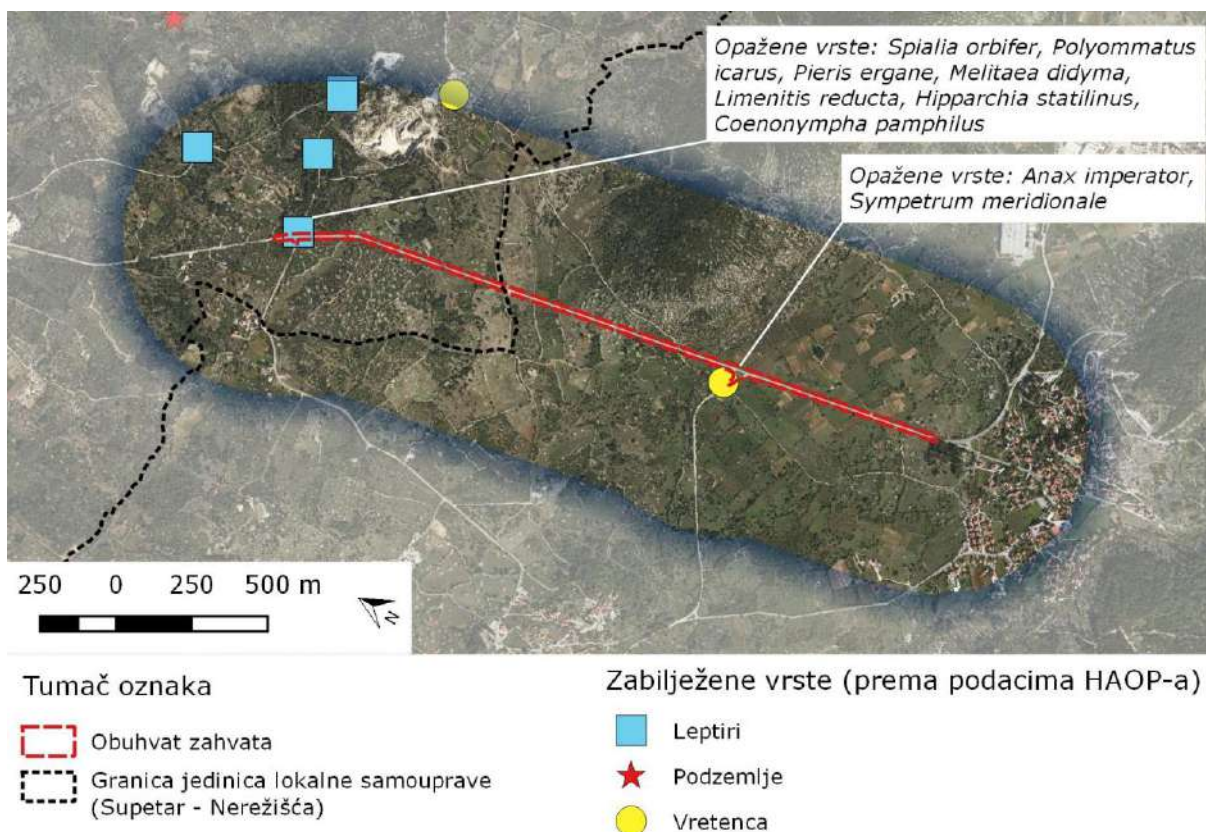 Opažene vrste: Spialia orbifer, Polyommatus
icarus, Pieris ergane, Melitaea didyma,
Limenitis reducta, Hipparchia statilinus,
Coenonympha pamphilus
Opažene vrste: Anax imperator,
Sympetrum meridionale
250 0 250 500 m
N
Tumač oznaka
Obuhvat zahvata
Granica jedinica lokalne samouprave
(Supetar - Nerežišća)
Zabilježene vrste (prema podacima HAOP-a)
Leptiri
Podzemlje
Vretenca